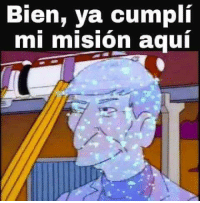 Bien, ya cumplí
mi misión aquí